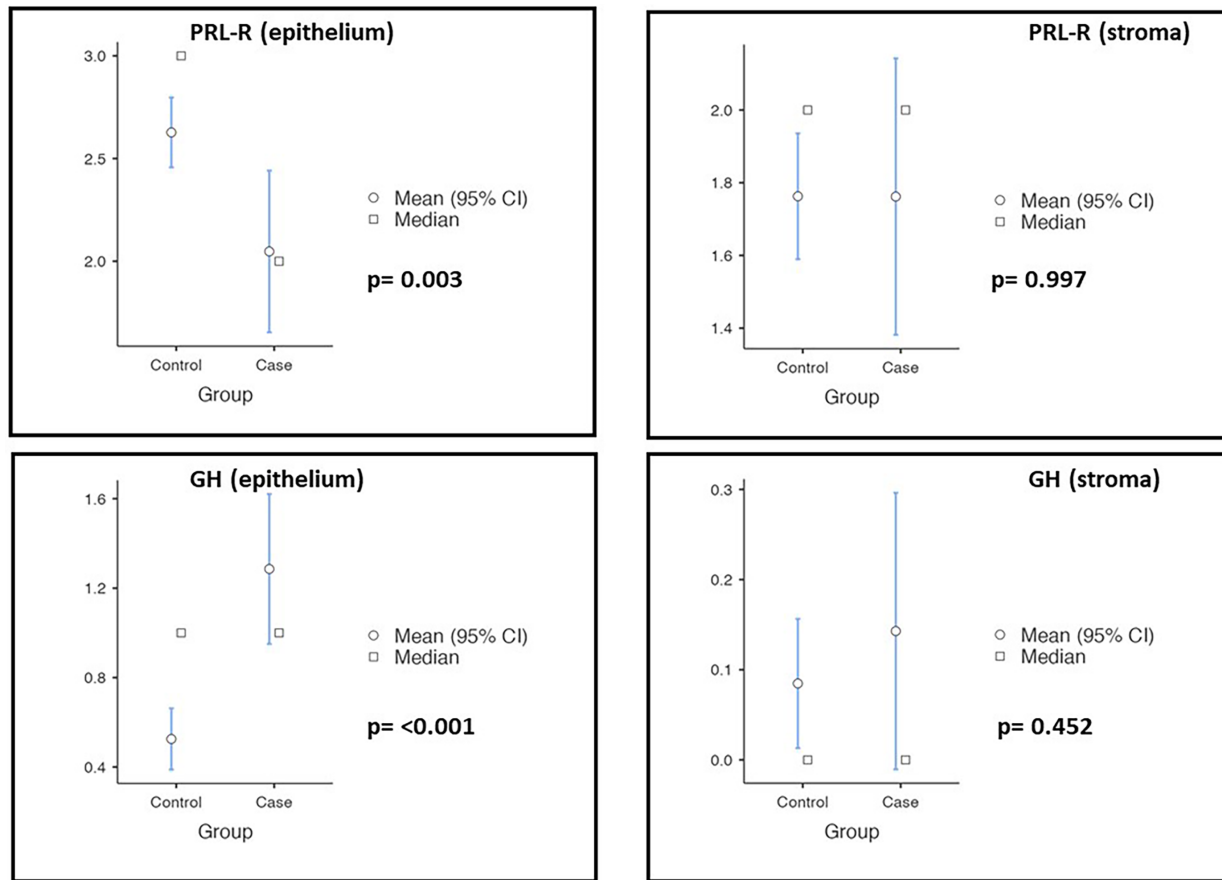 PRL-R (epithelium)
3.0
2.5
2.0
Control
Case
Group
Mean (95% CI)
Median
p= 0.003
PRL-R (stroma)
2.0
1.8
1.6
1.4
Control
Case
Group
Mean (95% CI)
Median
p= 0.997
GH (epithelium)
1.6
1.2
0.8
0.4
Control
Case
Group
Mean (95% CI)
Median
p= <0.001
GH (stroma)
0.3
0.2
0.1
0.0
Control
Case
Group
Mean (95% CI)
Median
p= 0.452